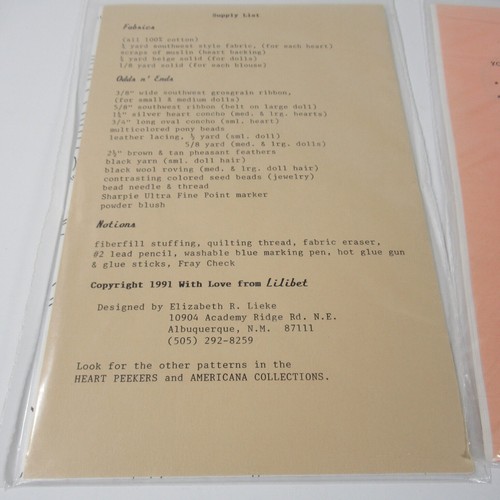 Supply List
Fabrics
(all 100% cotton)
yard southwest style fabric, (for each heart)
scraps of muslin (heart backing)
yard beige solid (for dolls)
1/8 yard solid (for each blouse)
Odds n' Ends
3/8" wide southwest grosgrain ribbon,
(for small & medium dolls)
5/8" southwest ribbon (belt on large doll)
1½" silver heart concho (med. & lrg. hearts)
3/4" long oval concho (sml. heart)
multicolored pony beads
leather lacing, ½ yard (sml. doll)
5/8 yard (med. & lrg. dolls)
2½" brown & tan pheasant feathers
black yarn (sml. doll hair)
black wool roving (med. & lrg. doll hair)
contrasting colored seed beads (jewelry)
bead needle & thread
Sharpie Ultra Fine Point marker
powder blush
Notions
fiberfill stuffing, quilting thread, fabric eraser,
#2 lead pencil, washable blue marking pen, hot glue gun
& glue sticks, Fray Check
Copyright 1991 With Love from Lilibet
Designed by Elizabeth R. Lieke
10904 Academy Ridge Rd. N.E.
Albuquerque, N.M. 87111
(505) 292-8259
Look for the other patterns in the
HEART PEEKERS and AMERICANA COLLECTIONS.